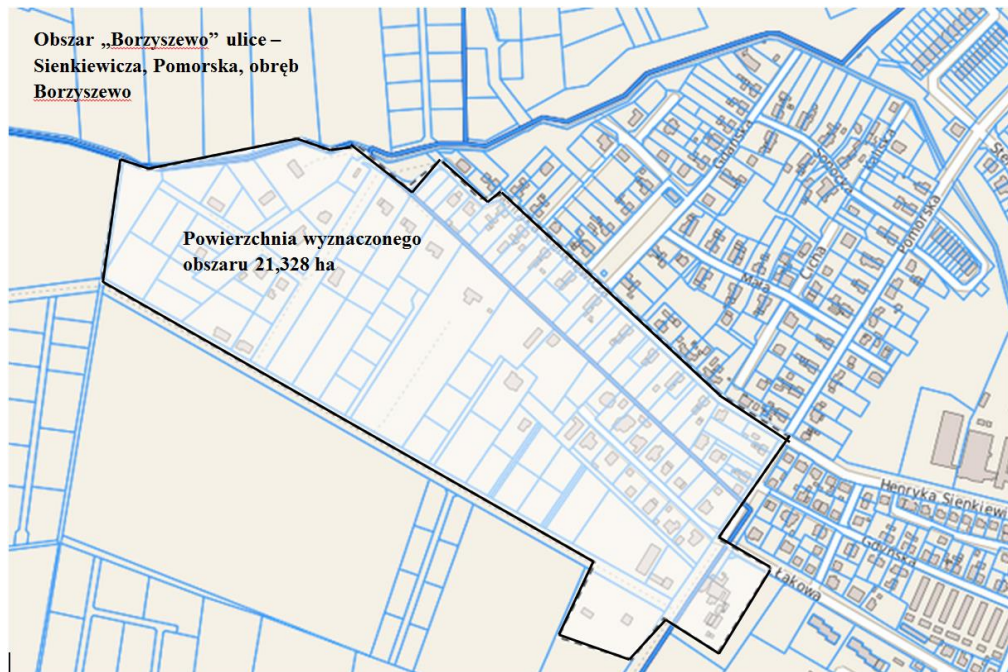 Obszar „Borzyszewo” ulice –
Sienkiewicza, Pomorska, obręb
Borzyszewo
Powierzchnia wyznaczonego
obszaru 21,328 ha
Gdyńska
Sopocka
Pomorska
Mała
Cicha
Henryka Sienkiewi
Gdyńska
Łąkowa